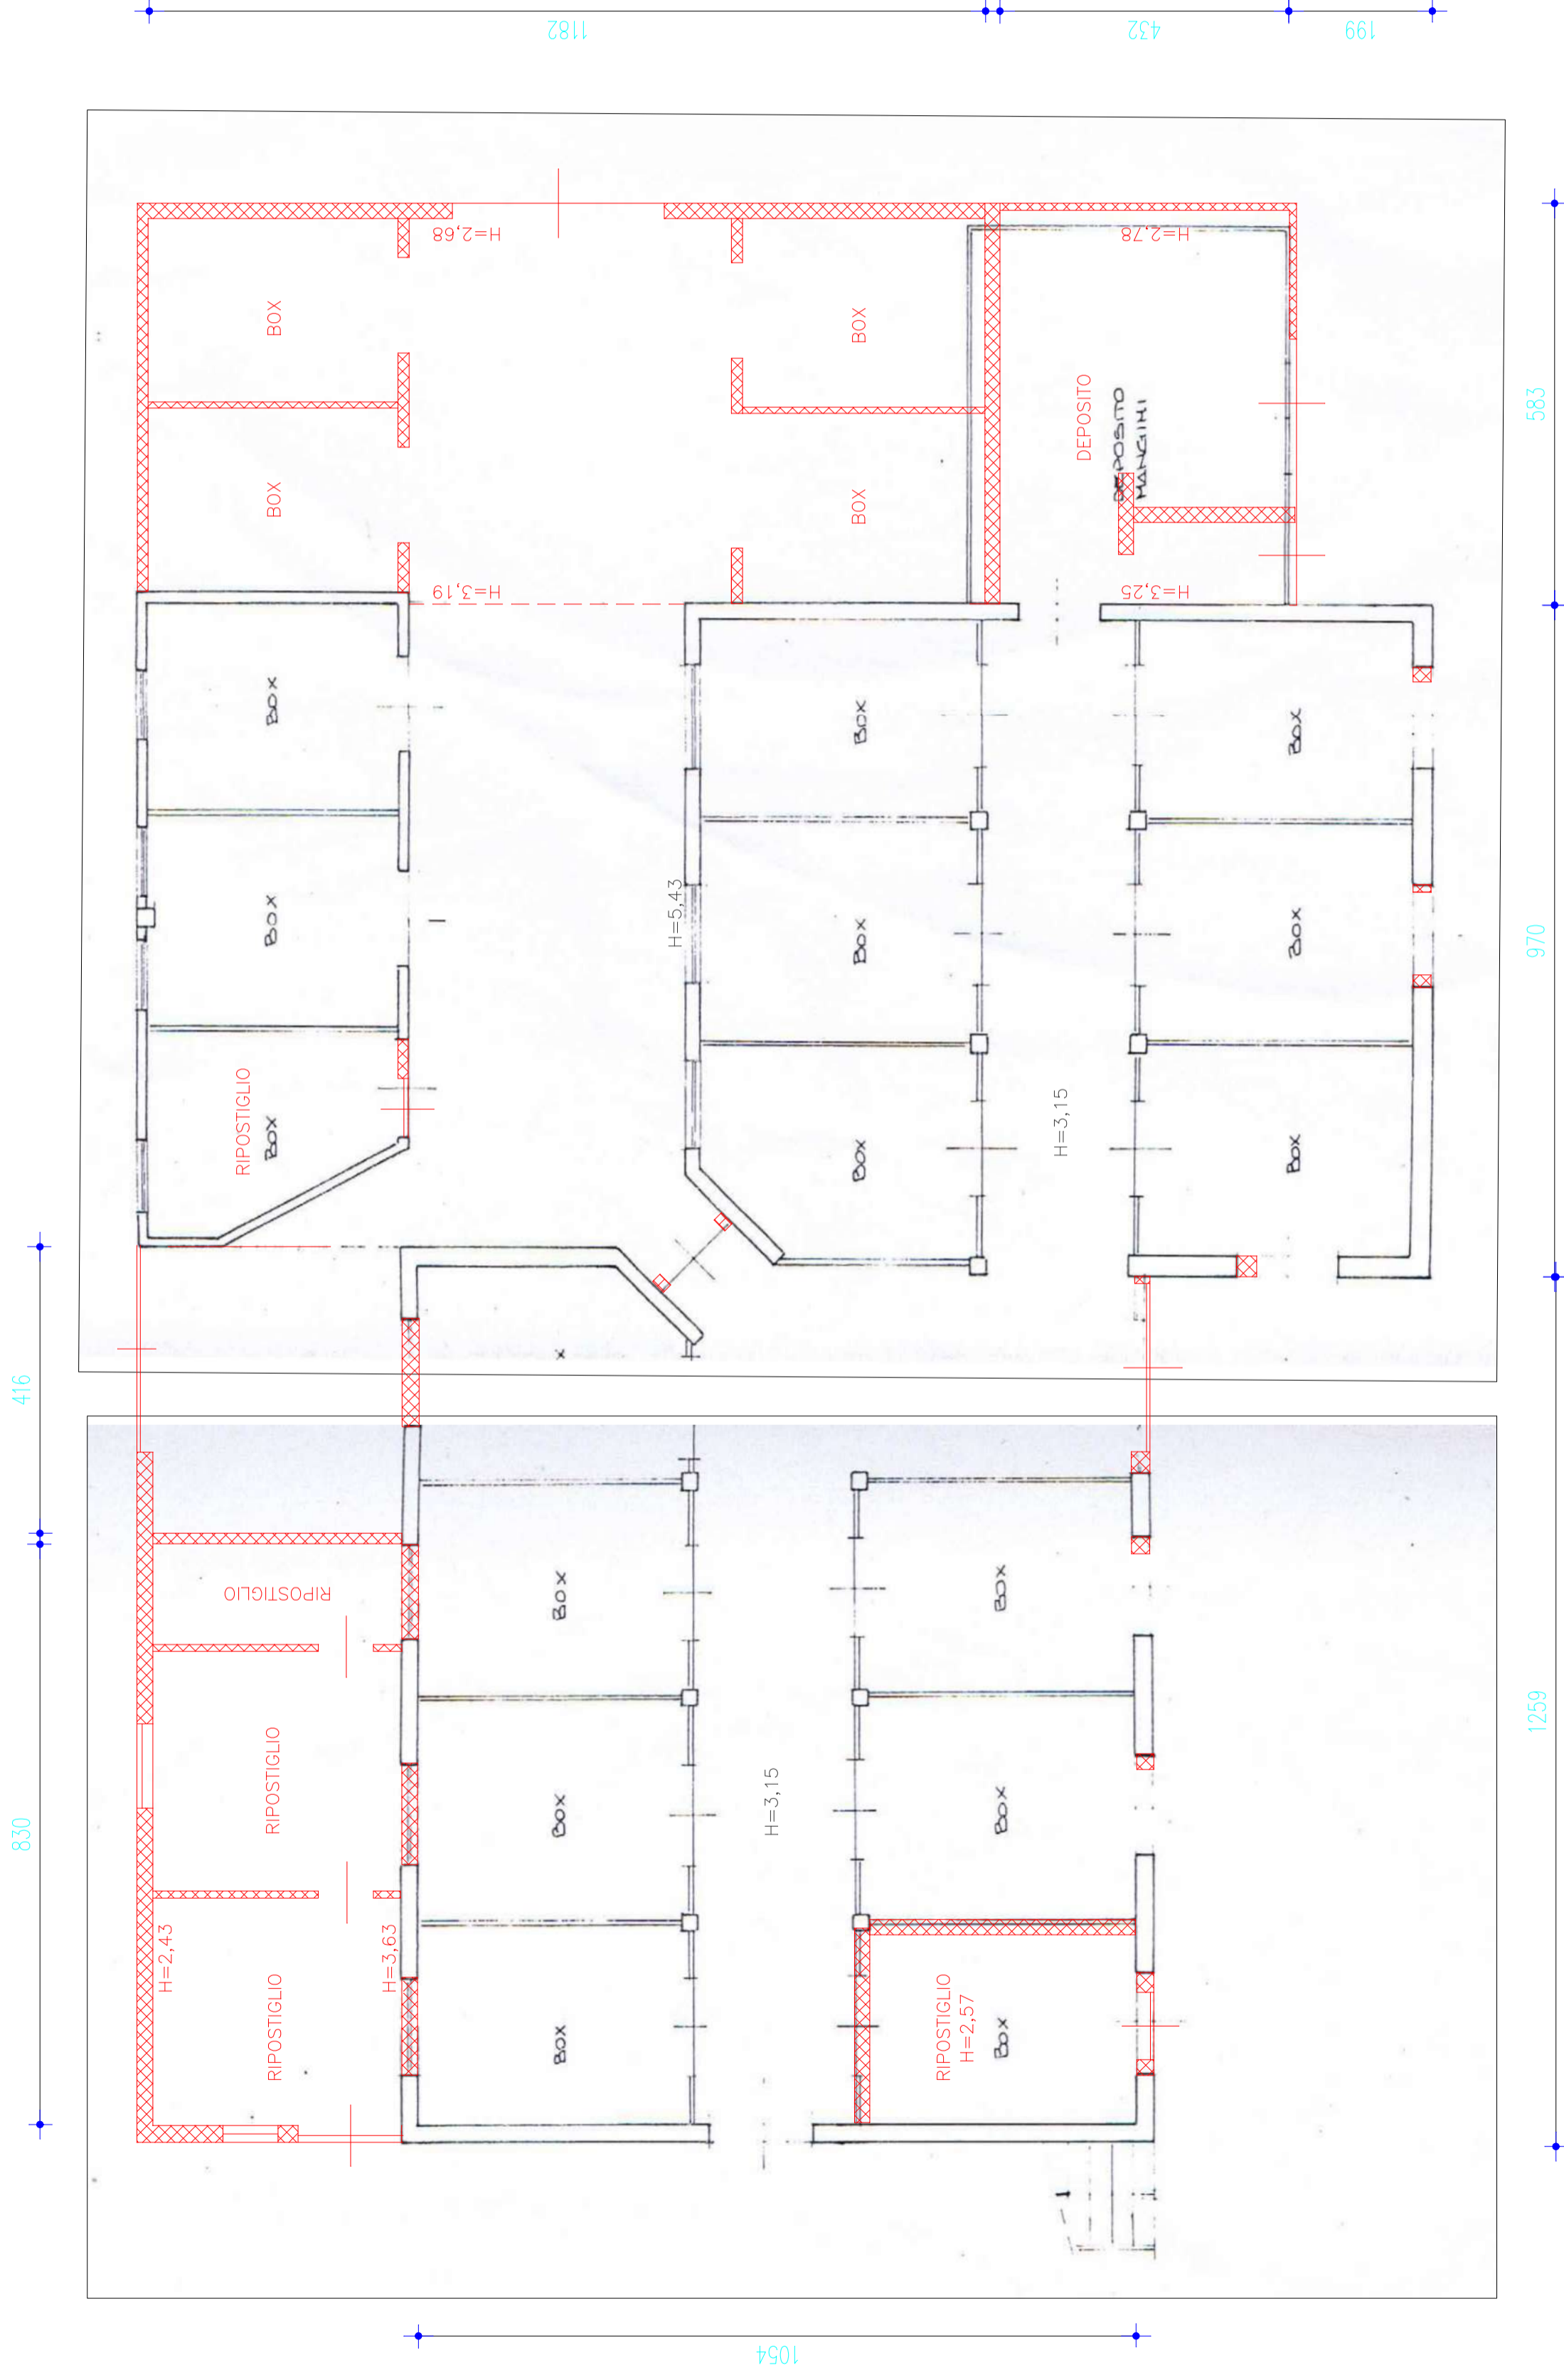 1182
432
199
H=2,68
H=2,78
BOX
BOX
DEPOSITO
DEPOSITO
MANGIMI
583
BOX
BOX
H=3,19
H=3,25
BOX
BOX
BOX
H=5,43
BOX
BOX
BOX
970
RIPOSTIGLIO
BOX
BOX
H=3,15
BOX
416
RIPOSTIGLIO
BOX
BOX
1259
830
RIPOSTIGLIO
BOX
H=3,15
BOX
H=2,43
H=3,63
RIPOSTIGLIO
BOX
RIPOSTIGLIO
H=2,57
BOX
1
1054